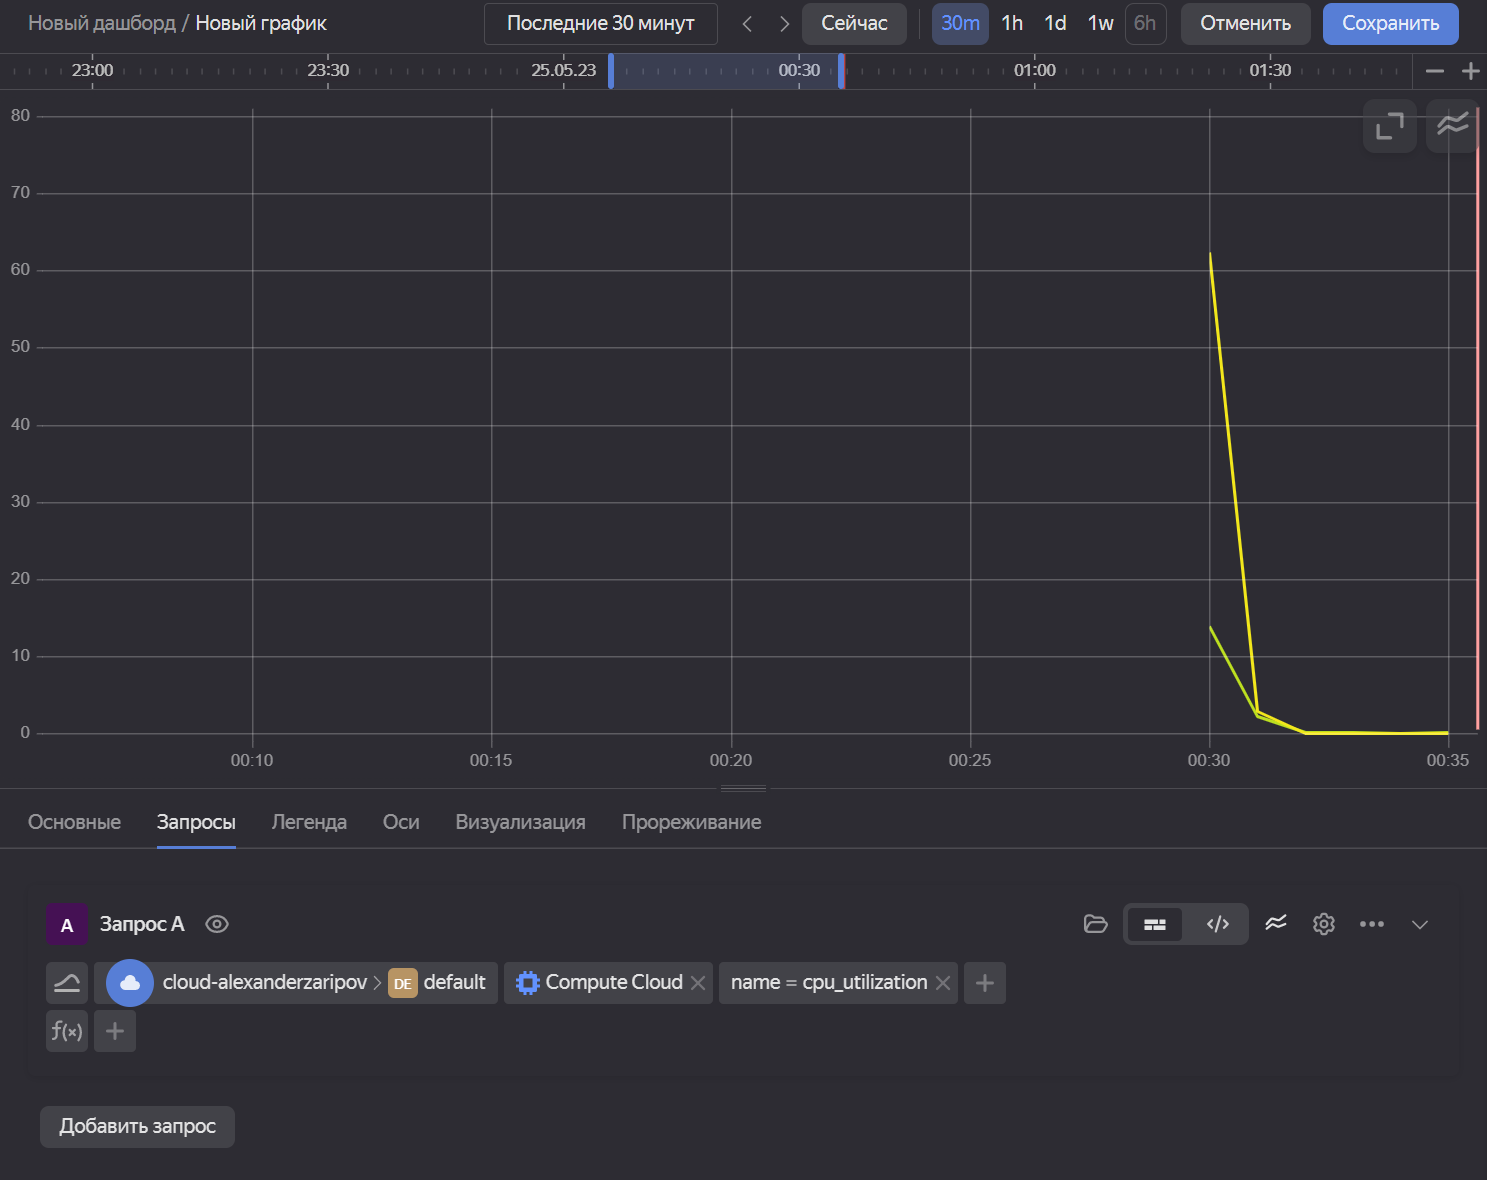 Новый дашборд / Новый график
Последние 30 минут
Сейчас
30m 1h 1d 1w 6h
Отменить
Сохранить
23:00 23:30 25.05.23 00:30 01:00 01:30
80
70
60
50
40
30
20
10
0
00:10 00:15 00:20 00:25 00:30 00:35
Основные Запросы Легенда Оси Визуализация Прореживание
A Запрос A
</>
cloud-alexanderzaripov > DE default Compute Cloud name = cpu_utilization
f(x)
Добавить запрос